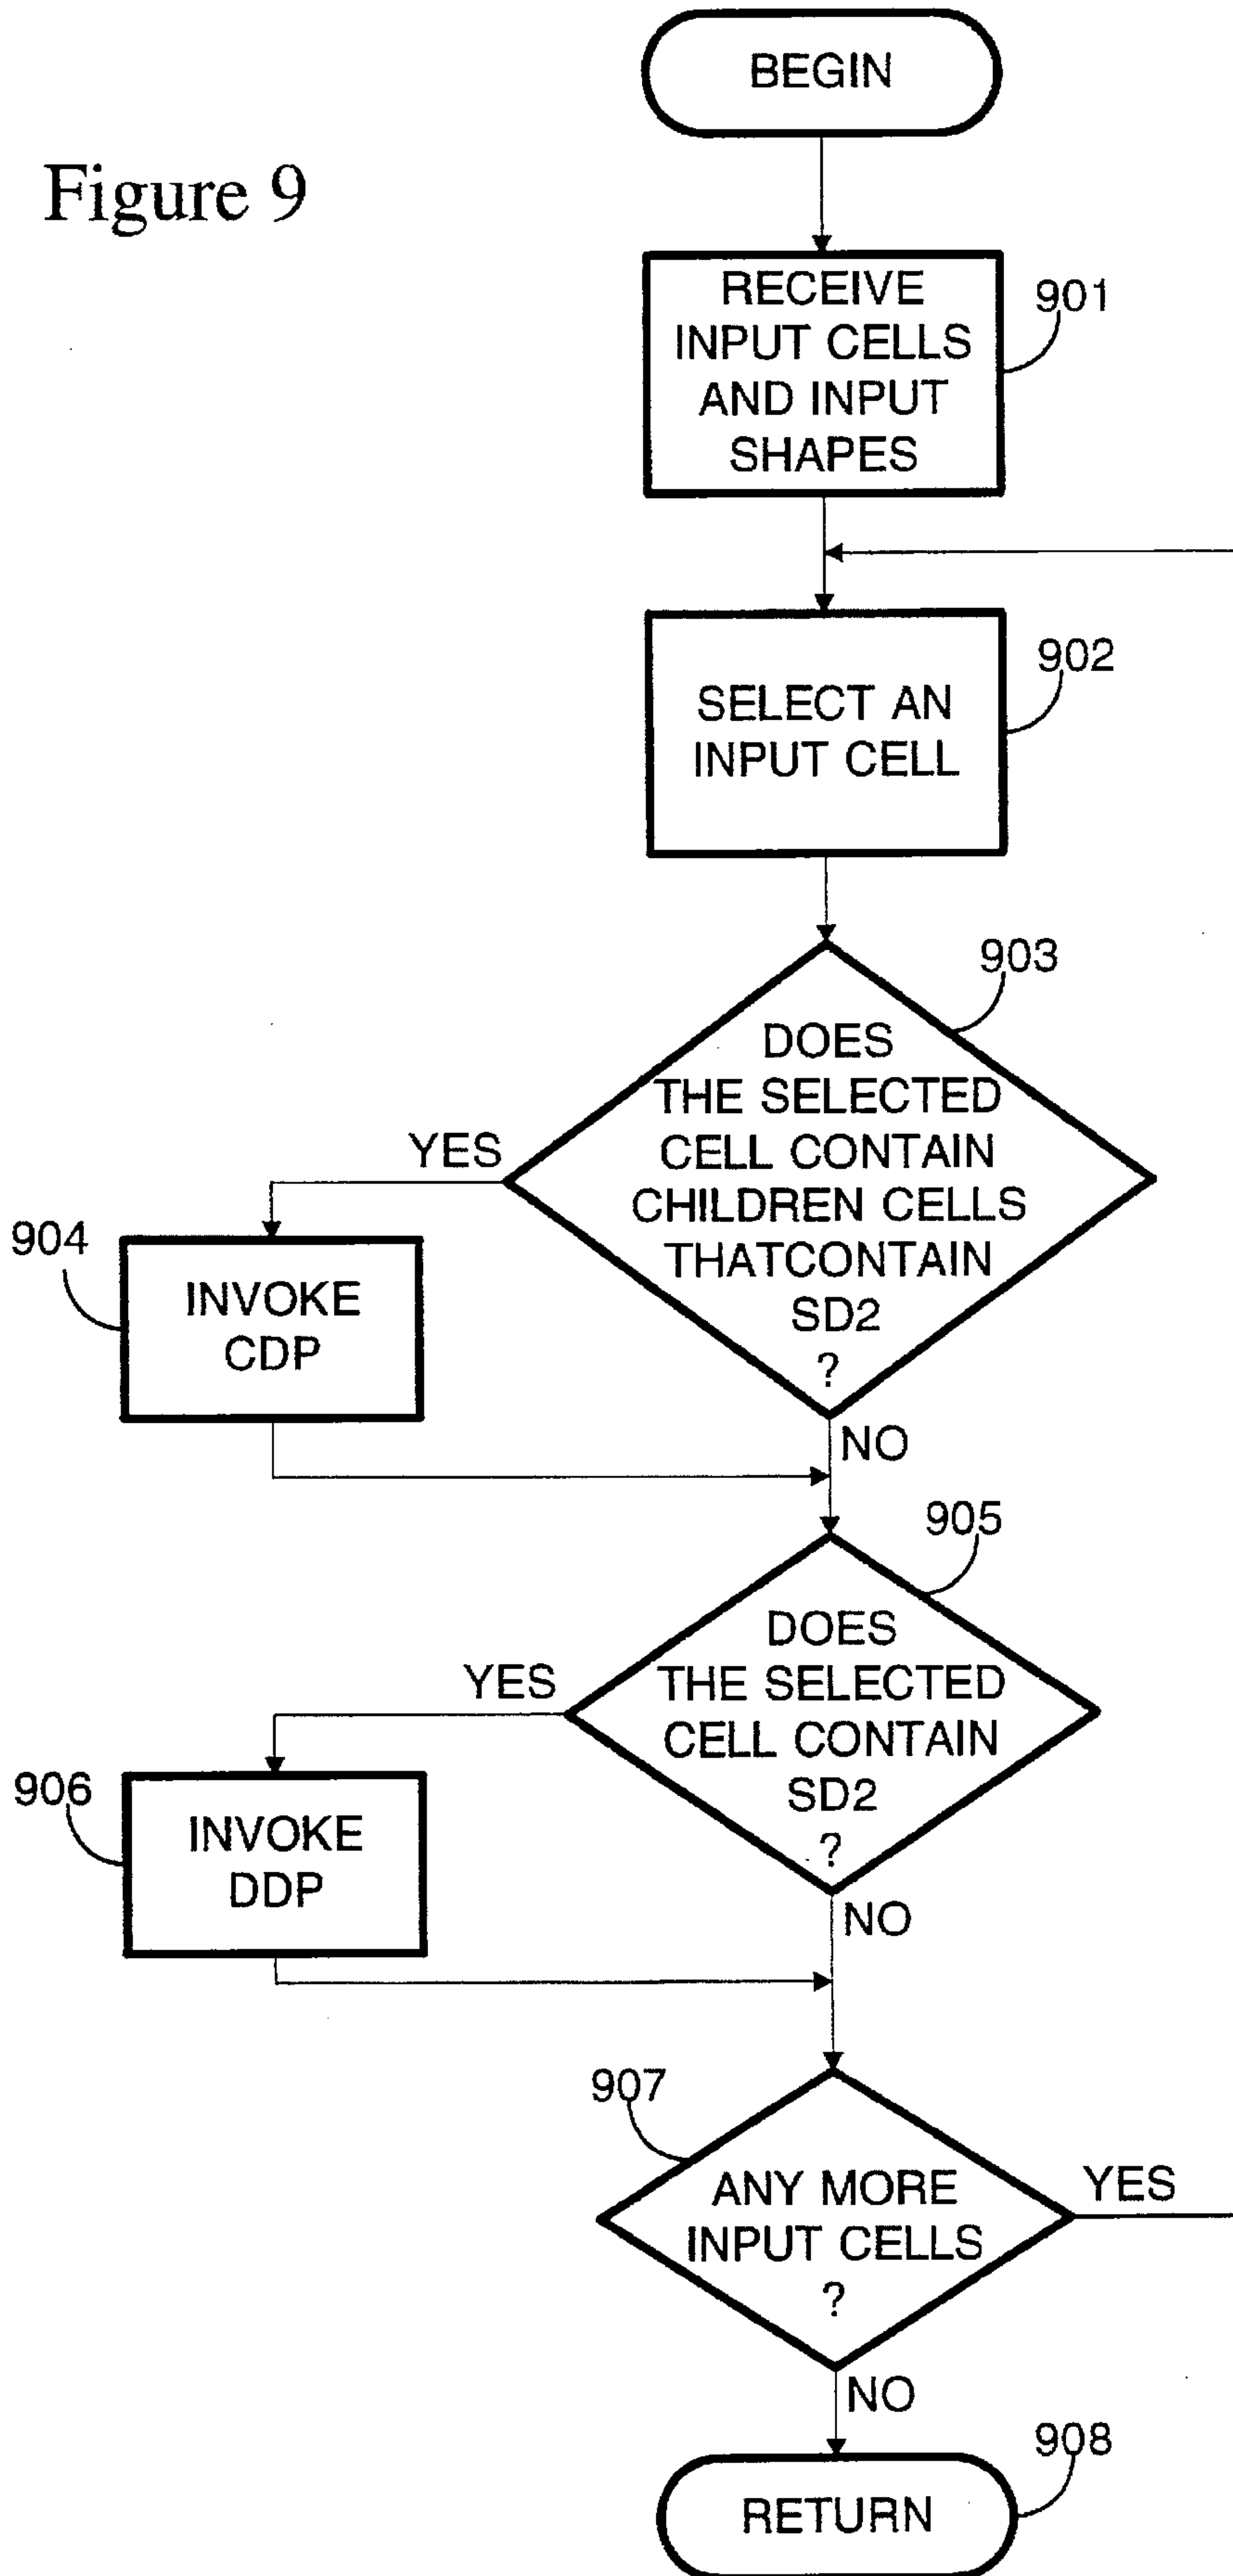 BEGIN
Figure 9
RECEIVE
INPUT CELLS
AND INPUT
SHAPES
901
SELECT AN
INPUT CELL
902
903
DOES
THE SELECTED
CELL CONTAIN
CHILDREN CELLS
THATCONTAIN
SD2
?
YES
904
INVOKE
CDP
NO
905
DOES
THE SELECTED
CELL CONTAIN
SD2
?
YES
906
INVOKE
DDP
NO
907
ANY MORE
INPUT CELLS
?
YES
NO
908
RETURN